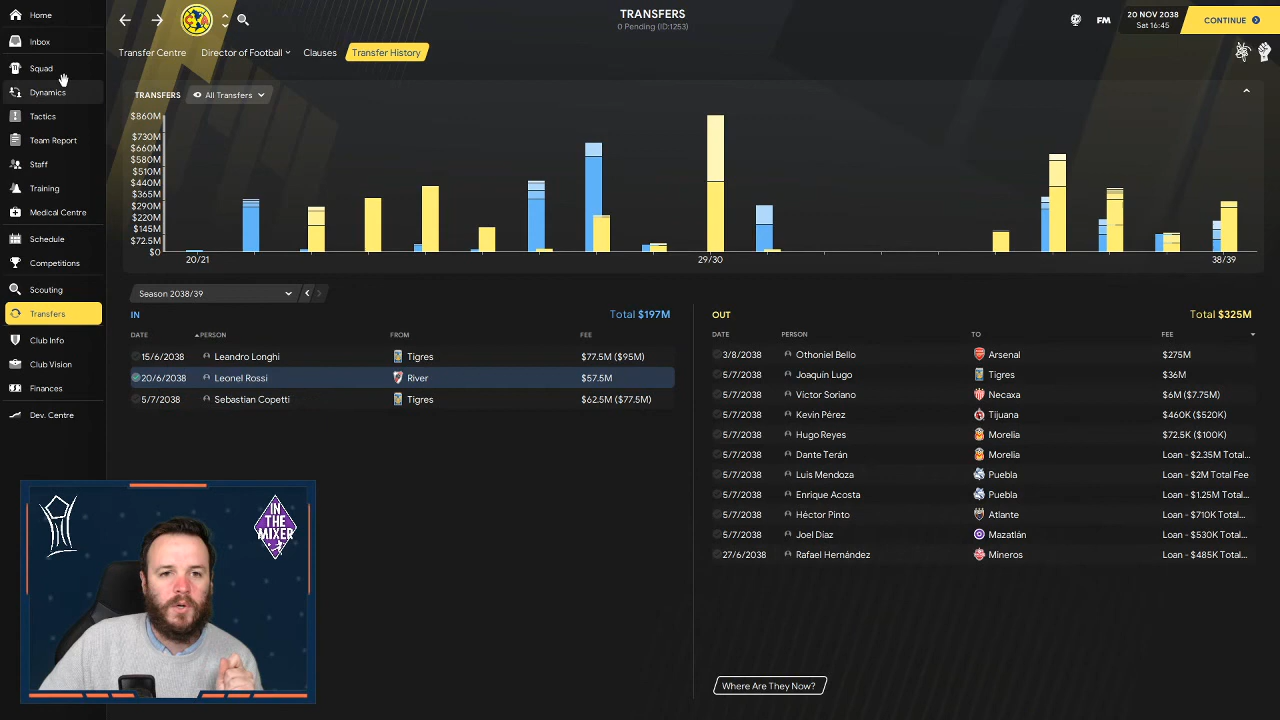 Home
TRANSFERS
0 Pending (ID:1253)
FM
20 NOV 2038
Sat 16:45
CONTINUE
Inbox
Squad
Dynamics
Tactics
Team Report
Staff
Training
Medical Centre
Schedule
Competitions
Scouting
Transfers
Club Info
Club Vision
Finances
Dev. Centre
Transfer Centre
Director of Football
Clauses
Transfer History
TRANSFERS
All Transfers
$860M
$730M
$660M
$580M
$510M
$440M
$365M
$290M
$220M
$145M
$72.5M
$0
20/21
29/30
38/39
Season 2038/39
IN
Total $197M
DATE PERSON FROM FEE
15/6/2038 Leandro Longhi Tigres $77.5M ($95M)
20/6/2038 Leonel Rossi River $57.5M
5/7/2038 Sebastian Copetti Tigres $62.5M ($77.5M)
OUT
Total $325M
DATE PERSON TO FEE
3/8/2038 Othoniel Bello Arsenal $275M
5/7/2038 Joaquín Lugo Tigres $36M
5/7/2038 Víctor Soriano Necaxa $6M ($7.75M)
5/7/2038 Kevin Pérez Tijuana $460K ($520K)
5/7/2038 Hugo Reyes Morelia $72.5K ($100K)
5/7/2038 Dante Terán Morelia Loan - $2.35M Total...
5/7/2038 Luis Mendoza Puebla Loan - $2M Total Fee
5/7/2038 Enrique Acosta Puebla Loan - $1.25M Total...
5/7/2038 Héctor Pinto Atlante Loan - $710K Total...
5/7/2038 Joel Díaz Mazatlán Loan - $530K Total...
27/6/2038 Rafael Hernández Mineros Loan - $485K Total...
Where Are They Now?
IN
THE
MIXER